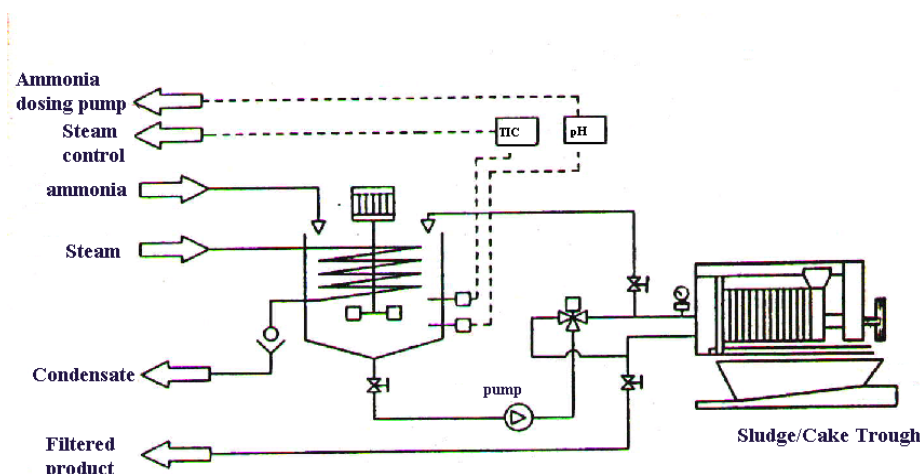 Ammonia
dosing pump
Steam
control
TIC
pH
ammonia
Steam
Condensate
pump
Filtered
product
Sludge/Cake Trough